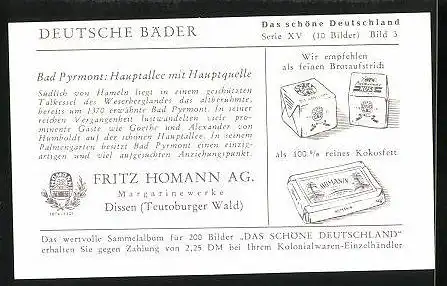 DEUTSCHE BÄDER
Das schöne Deutschland
Serie XV (10 Bilder) Bild 3
Bad Pyrmont: Hauptallee mit Hauptquelle
Südlich von Hameln liegt in einem geschützten
Talkessel des Weserberglandes das altberühmte,
bereits um 1370 erwähnte Bad Pyrmont. In seiner
reichen Vergangenheit lustwandelten viele pro-
minente Gäste wie Goethe und Alexander von
Humboldt auf der schönen Hauptallee. In seinem
Palmengarten besitzt Bad Pyrmont einen einzig-
artigen und viel aufgesuchten Anziehungspunkt.
FRITZ HOMANN AG.
Margarinewerke
Dissen (Teutoburger Wald)
Wir empfehlen
als feinen Brotaufstrich
als 100 % reines Kokosfett
HOMANN
Das wertvolle Sammelalbum für 200 Bilder „DAS SCHÖNE DEUTSCHLAND"
erhalten Sie gegen Zahlung von 2,25 DM bei Ihrem Kolonialwaren-Einzelhändler